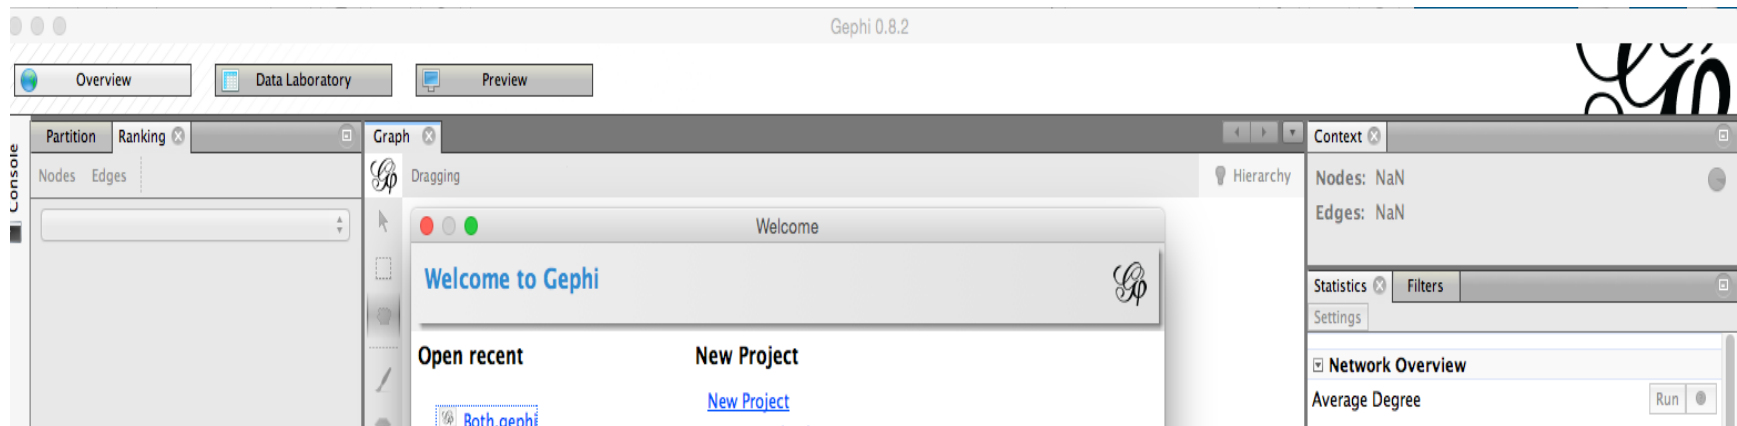 Gephi 0.8.2
Overview
Data Laboratory
Preview
Console
Partition
Ranking
Nodes
Edges
Graph
Dragging
Hierarchy
Welcome
Welcome to Gephi
Open recent
Both.gephi
New Project
New Project
Context
Nodes: NaN
Edges: NaN
Statistics
Filters
Settings
Network Overview
Average Degree
Run